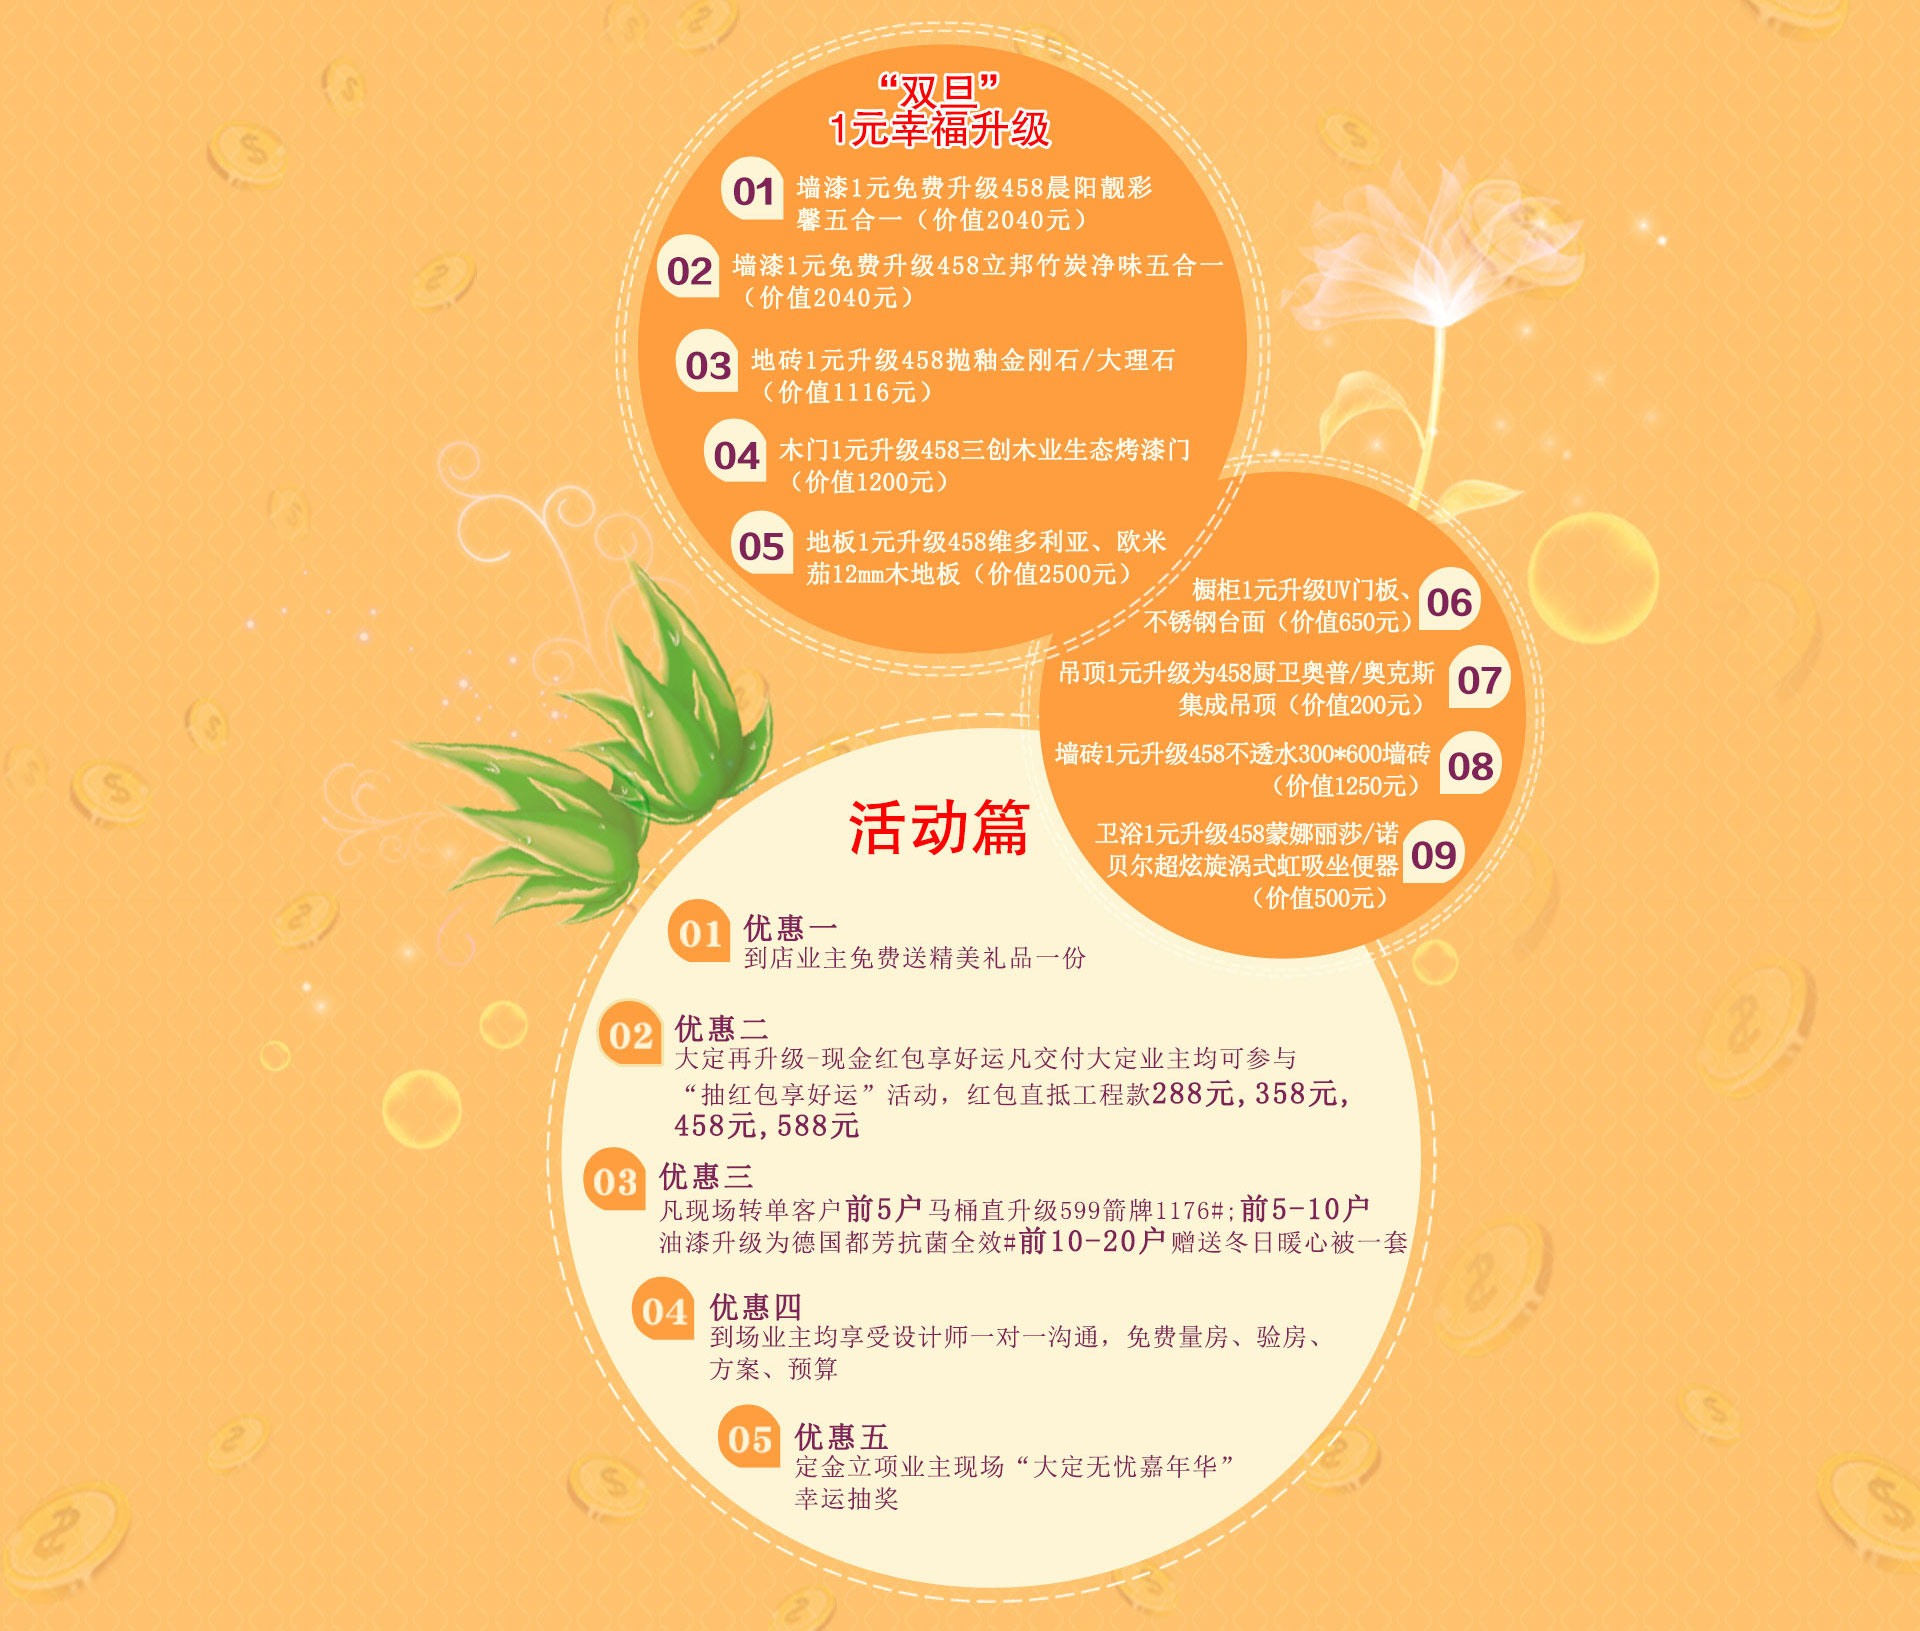 “双旦”
1元幸福升级
01
墙漆1元免费升级458晨阳靓彩
馨五合一（价值2040元）
02
墙漆1元免费升级458立邦竹炭净味五合一
（价值2040元）
03
地砖1元升级458抛釉金刚石/大理石
（价值1116元）
04
木门1元升级458三创木业生态烤漆门
（价值1200元）
05
地板1元升级458维多利亚、欧米
茄12mm木地板（价值2500元）
橱柜1元升级UV门板、
不锈钢台面（价值650元）
06
吊顶1元升级为458厨卫奥普/奥克斯
集成吊顶（价值200元）
07
墙砖1元升级458不透水300*600墙砖
（价值1250元）
08
卫浴1元升级458蒙娜丽莎/诺
贝尔超炫旋涡式虹吸坐便器
（价值500元）
09
活动篇
01
优惠一
到店业主免费送精美礼品一份
02
优惠二
大定再升级-现金红包享好运凡交付大定业主均可参与
“抽红包享好运”活动，红包直抵工程款288元,358元,
458元,588元
03
优惠三
凡现场转单客户前5户马桶直升级599箭牌1176#;前5-10户
油漆升级为德国都芳抗菌全效#前10-20户赠送冬日暖心被一套
04
优惠四
到场业主均享受设计师一对一沟通，免费量房、验房、
方案、预算
05
优惠五
定金立项业主现场“大定无忧嘉年华”
幸运抽奖